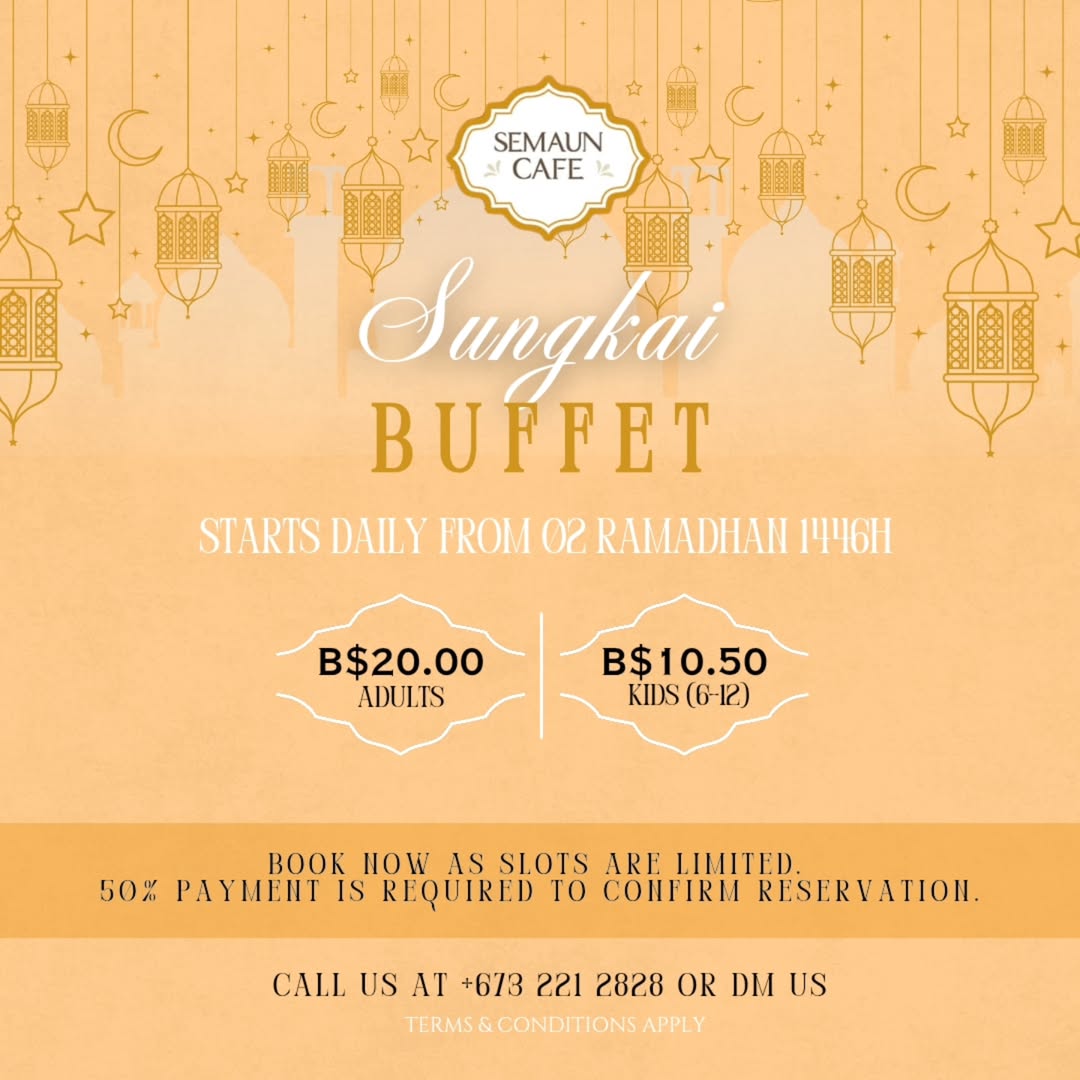 SEMAUN
CAFE
Sungkai
BUFFET
STARTS DAILY FROM 02 RAMADHAN 1446H
B$20.00
ADULTS
B$10.50
KIDS (6-12)
BOOK NOW AS SLOTS ARE LIMITED.
50% PAYMENT IS REQUIRED TO CONFIRM RESERVATION.
CALL US AT +673 221 2828 OR DM US
TERMS & CONDITIONS APPLY